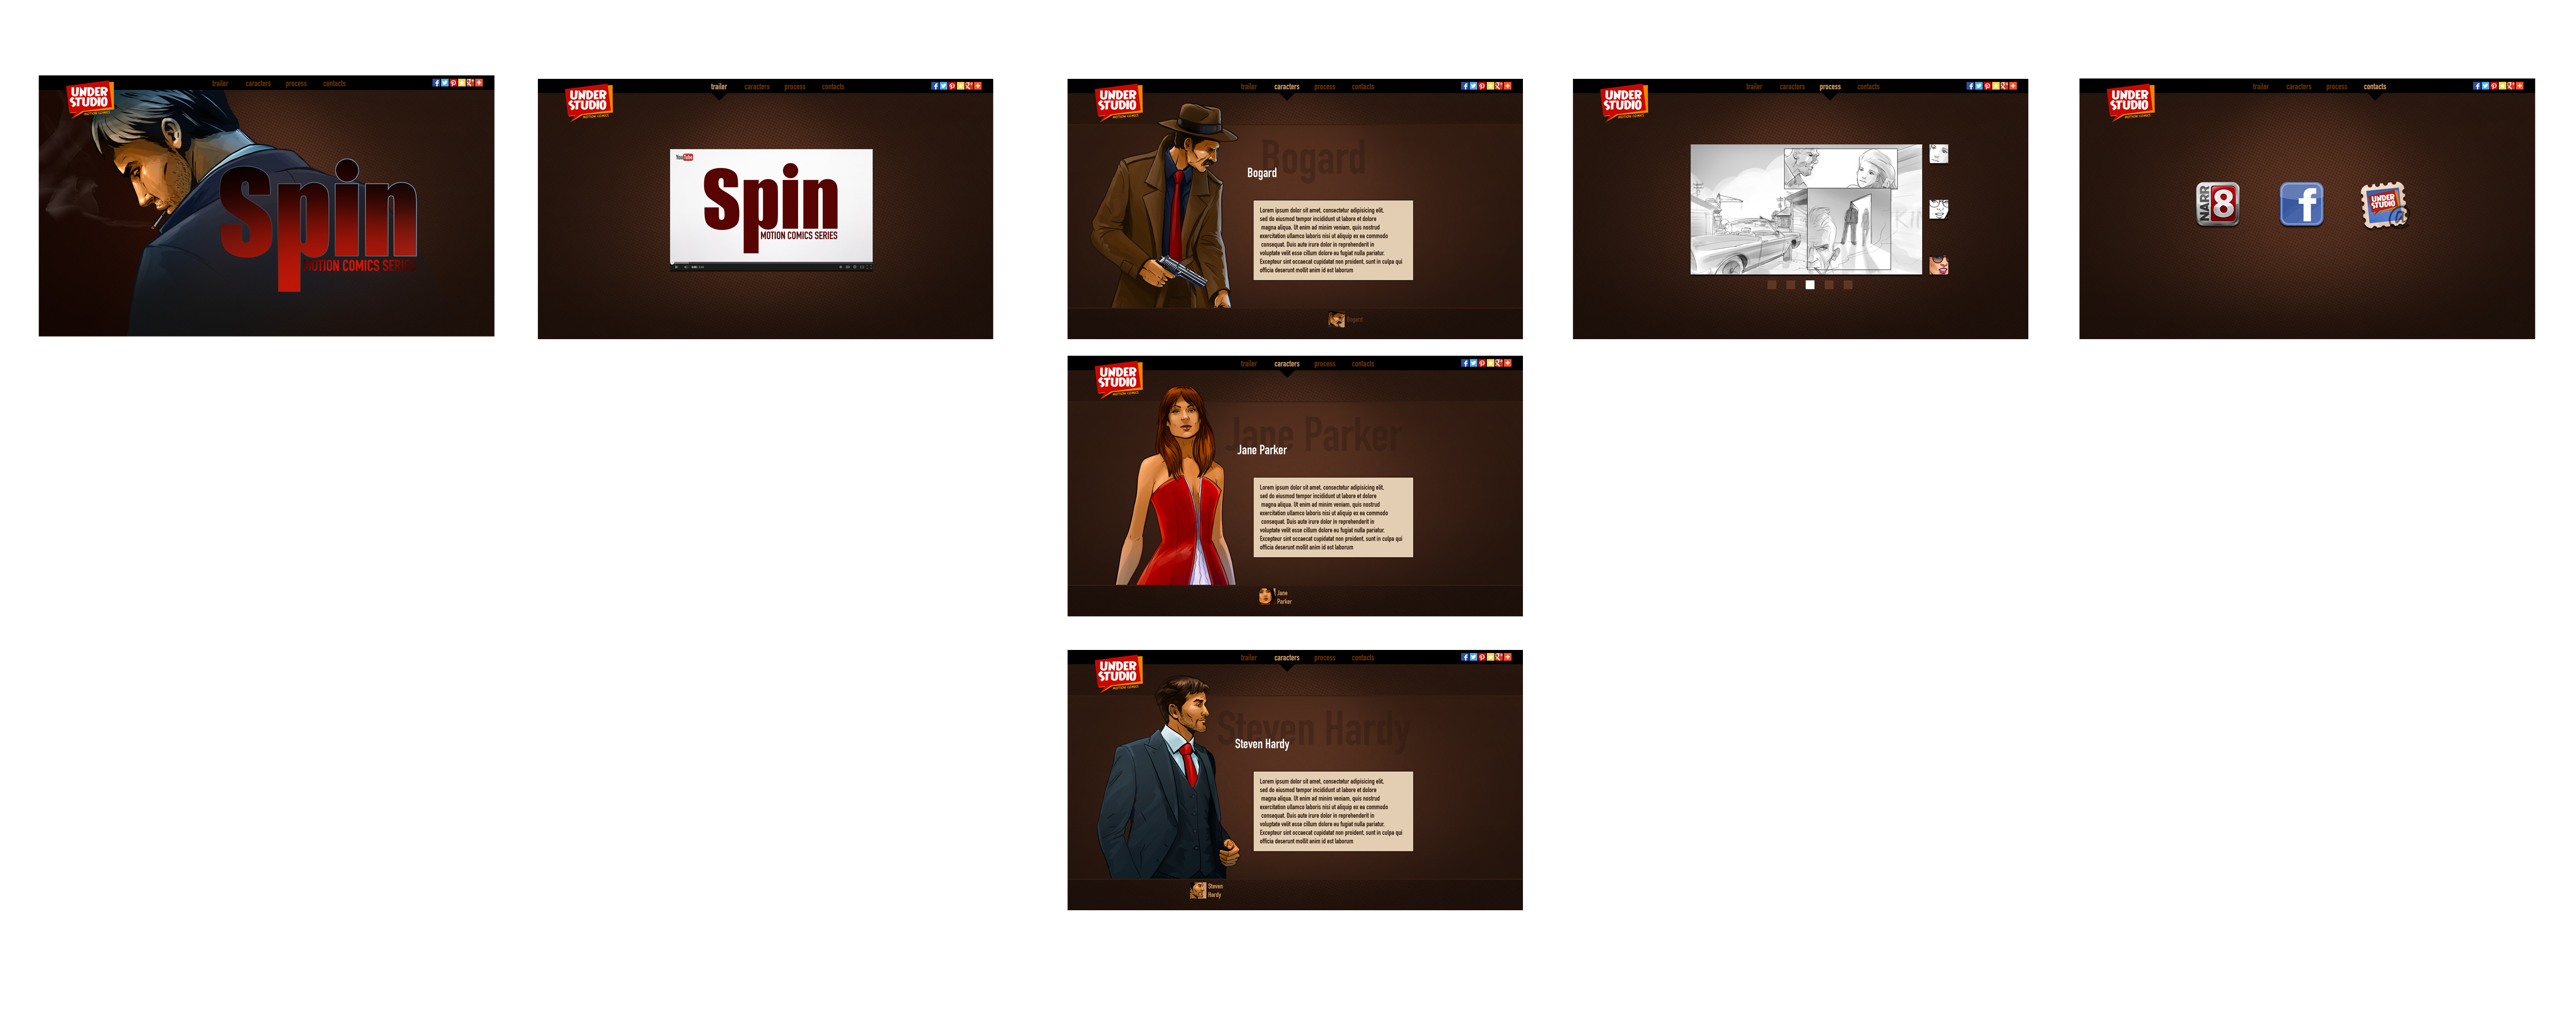 UNDER
STUDIO
MOTION COMICS
trailer caracters process contacts
Spin
MOTION COMICS SERIES
UNDER
STUDIO
MOTION COMICS
trailer caracters process contacts
YouTube
Spin
MOTION COMICS SERIES
UNDER
STUDIO
MOTION COMICS
trailer caracters process contacts
Bogard
Bogard
Lorem ipsum dolor sit amet, consectetur adipisicing elit,
sed do eiusmod tempor incididunt ut labore et dolore
magna aliqua. Ut enim ad minim veniam, quis nostrud
exercitation ullamco laboris nisi ut aliquip ex ea commodo
consequat. Duis aute irure dolor in reprehenderit in
voluptate velit esse cillum dolore eu fugiat nulla pariatur.
Excepteur sint occaecat cupidatat non proident, sunt in culpa qui
officia deserunt mollit anim id est laborum
Bogard
UNDER
STUDIO
MOTION COMICS
trailer caracters process contacts
UNDER
STUDIO
MOTION COMICS
trailer caracters process contacts
NARR
8
f
UNDER
STUDIO
@
UNDER
STUDIO
MOTION COMICS
trailer caracters process contacts
Jane Parker
Jane Parker
Lorem ipsum dolor sit amet, consectetur adipisicing elit,
sed do eiusmod tempor incididunt ut labore et dolore
magna aliqua. Ut enim ad minim veniam, quis nostrud
exercitation ullamco laboris nisi ut aliquip ex ea commodo
consequat. Duis aute irure dolor in reprehenderit in
voluptate velit esse cillum dolore eu fugiat nulla pariatur.
Excepteur sint occaecat cupidatat non proident, sunt in culpa qui
officia deserunt mollit anim id est laborum
Jane
Parker
UNDER
STUDIO
MOTION COMICS
trailer caracters process contacts
Steven Hardy
Steven Hardy
Lorem ipsum dolor sit amet, consectetur adipisicing elit,
sed do eiusmod tempor incididunt ut labore et dolore
magna aliqua. Ut enim ad minim veniam, quis nostrud
exercitation ullamco laboris nisi ut aliquip ex ea commodo
consequat. Duis aute irure dolor in reprehenderit in
voluptate velit esse cillum dolore eu fugiat nulla pariatur.
Excepteur sint occaecat cupidatat non proident, sunt in culpa qui
officia deserunt mollit anim id est laborum
Steven
Hardy